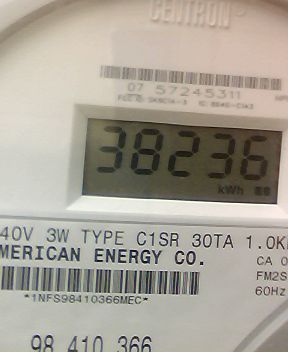 CENTRON®
07 57245311
38236
kWh
40V 3W TYPE C1SR 30TA 1.0K
MERICAN ENERGY CO.
CA 0
FM2S
*1NFS98410366MEC*
60Hz
98 410 366